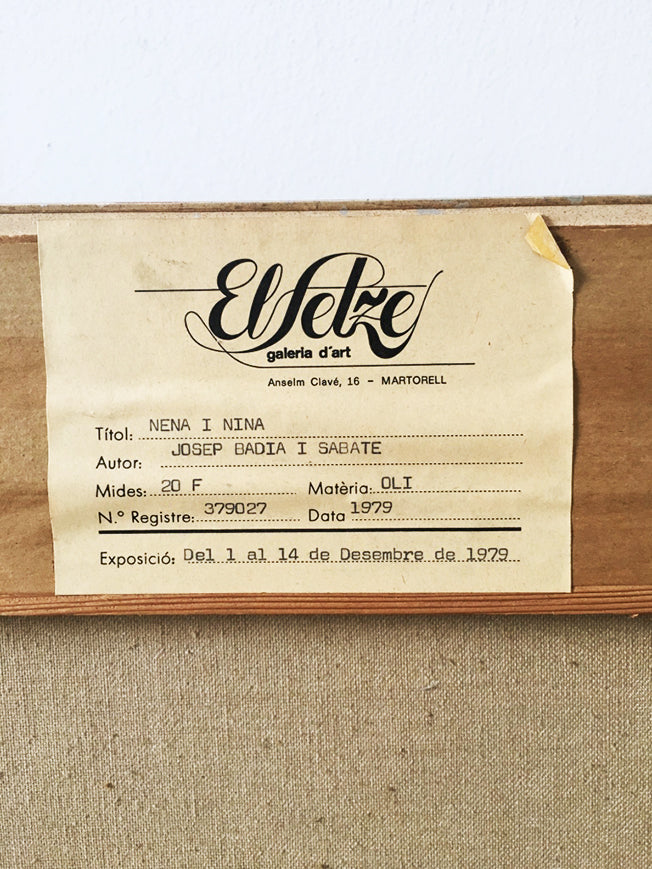 El Setze
galeria d'art
Anselm Clavé, 16 - MARTORELL
Títol: NENA I NINA
Autor: JOSEP BADIA I SABATE
Mides: 20 F Matèria: OLI
N.º Registre: 379027 Data 1979
Exposició: Del 1 al 14 de Desembre de 1979